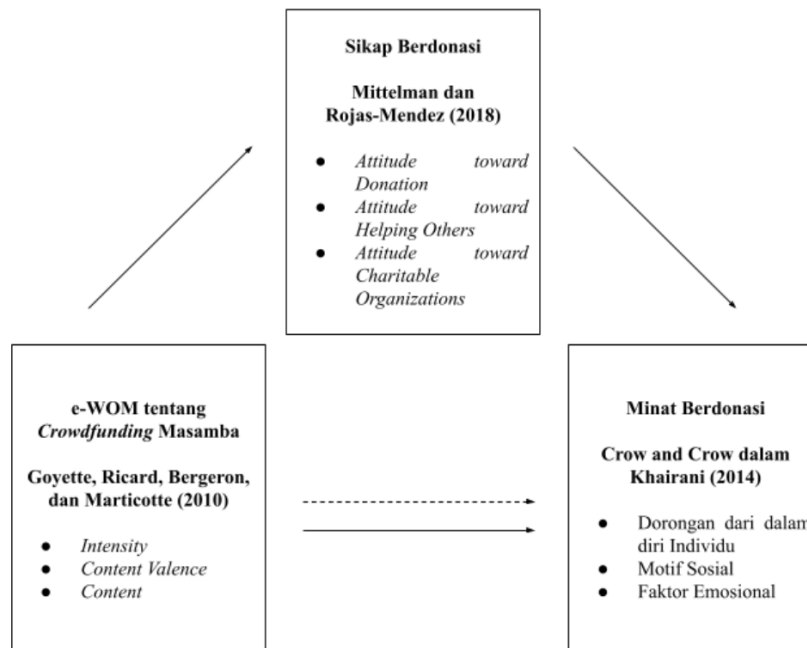 Sikap Berdonasi
Mittelman dan
Rojas-Mendez (2018)
● Attitude toward
Donation
● Attitude toward
Helping Others
● Attitude toward
Charitable
Organizations
e-WOM tentang
Crowdfunding Masamba
Goyette, Ricard, Bergeron,
dan Marticotte (2010)
● Intensity
● Content Valence
● Content
Minat Berdonasi
Crow and Crow dalam
Khairani (2014)
● Dorongan dari dalam
diri Individu
● Motif Sosial
● Faktor Emosional